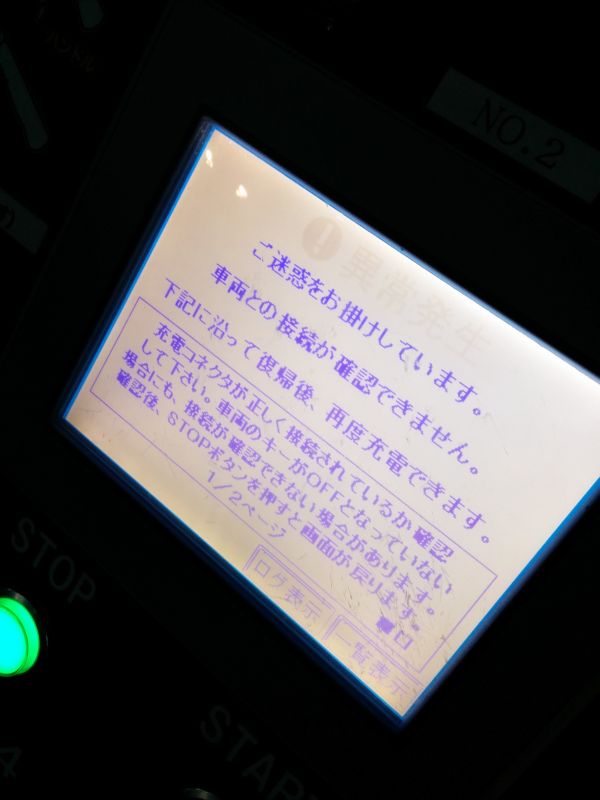 NO.2
異常発生
ご迷惑をお掛けしています。
車両との接続が確認できません。
下記に沿って復帰後、再度充電できます。
充電コネクタが正しく接続されているか確認
して下さい。車両のキーがOFFとなっていない
場合にも、接続が確認できない場合があります。
確認後、STOPボタンを押すと画面が戻ります。
1/2ページ
ログ表示
一覧表示
STOP